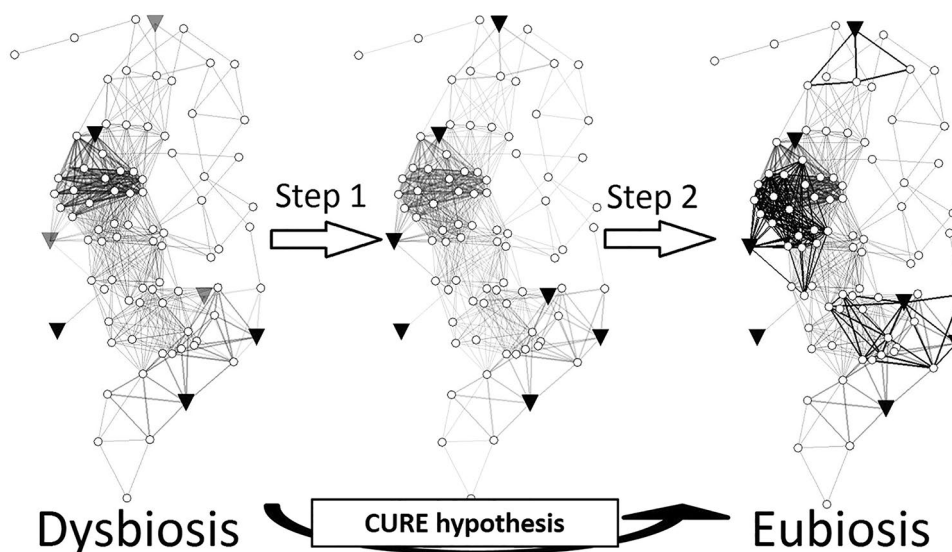 Step 1
Step 2
Dysbiosis
CURE hypothesis
Eubiosis